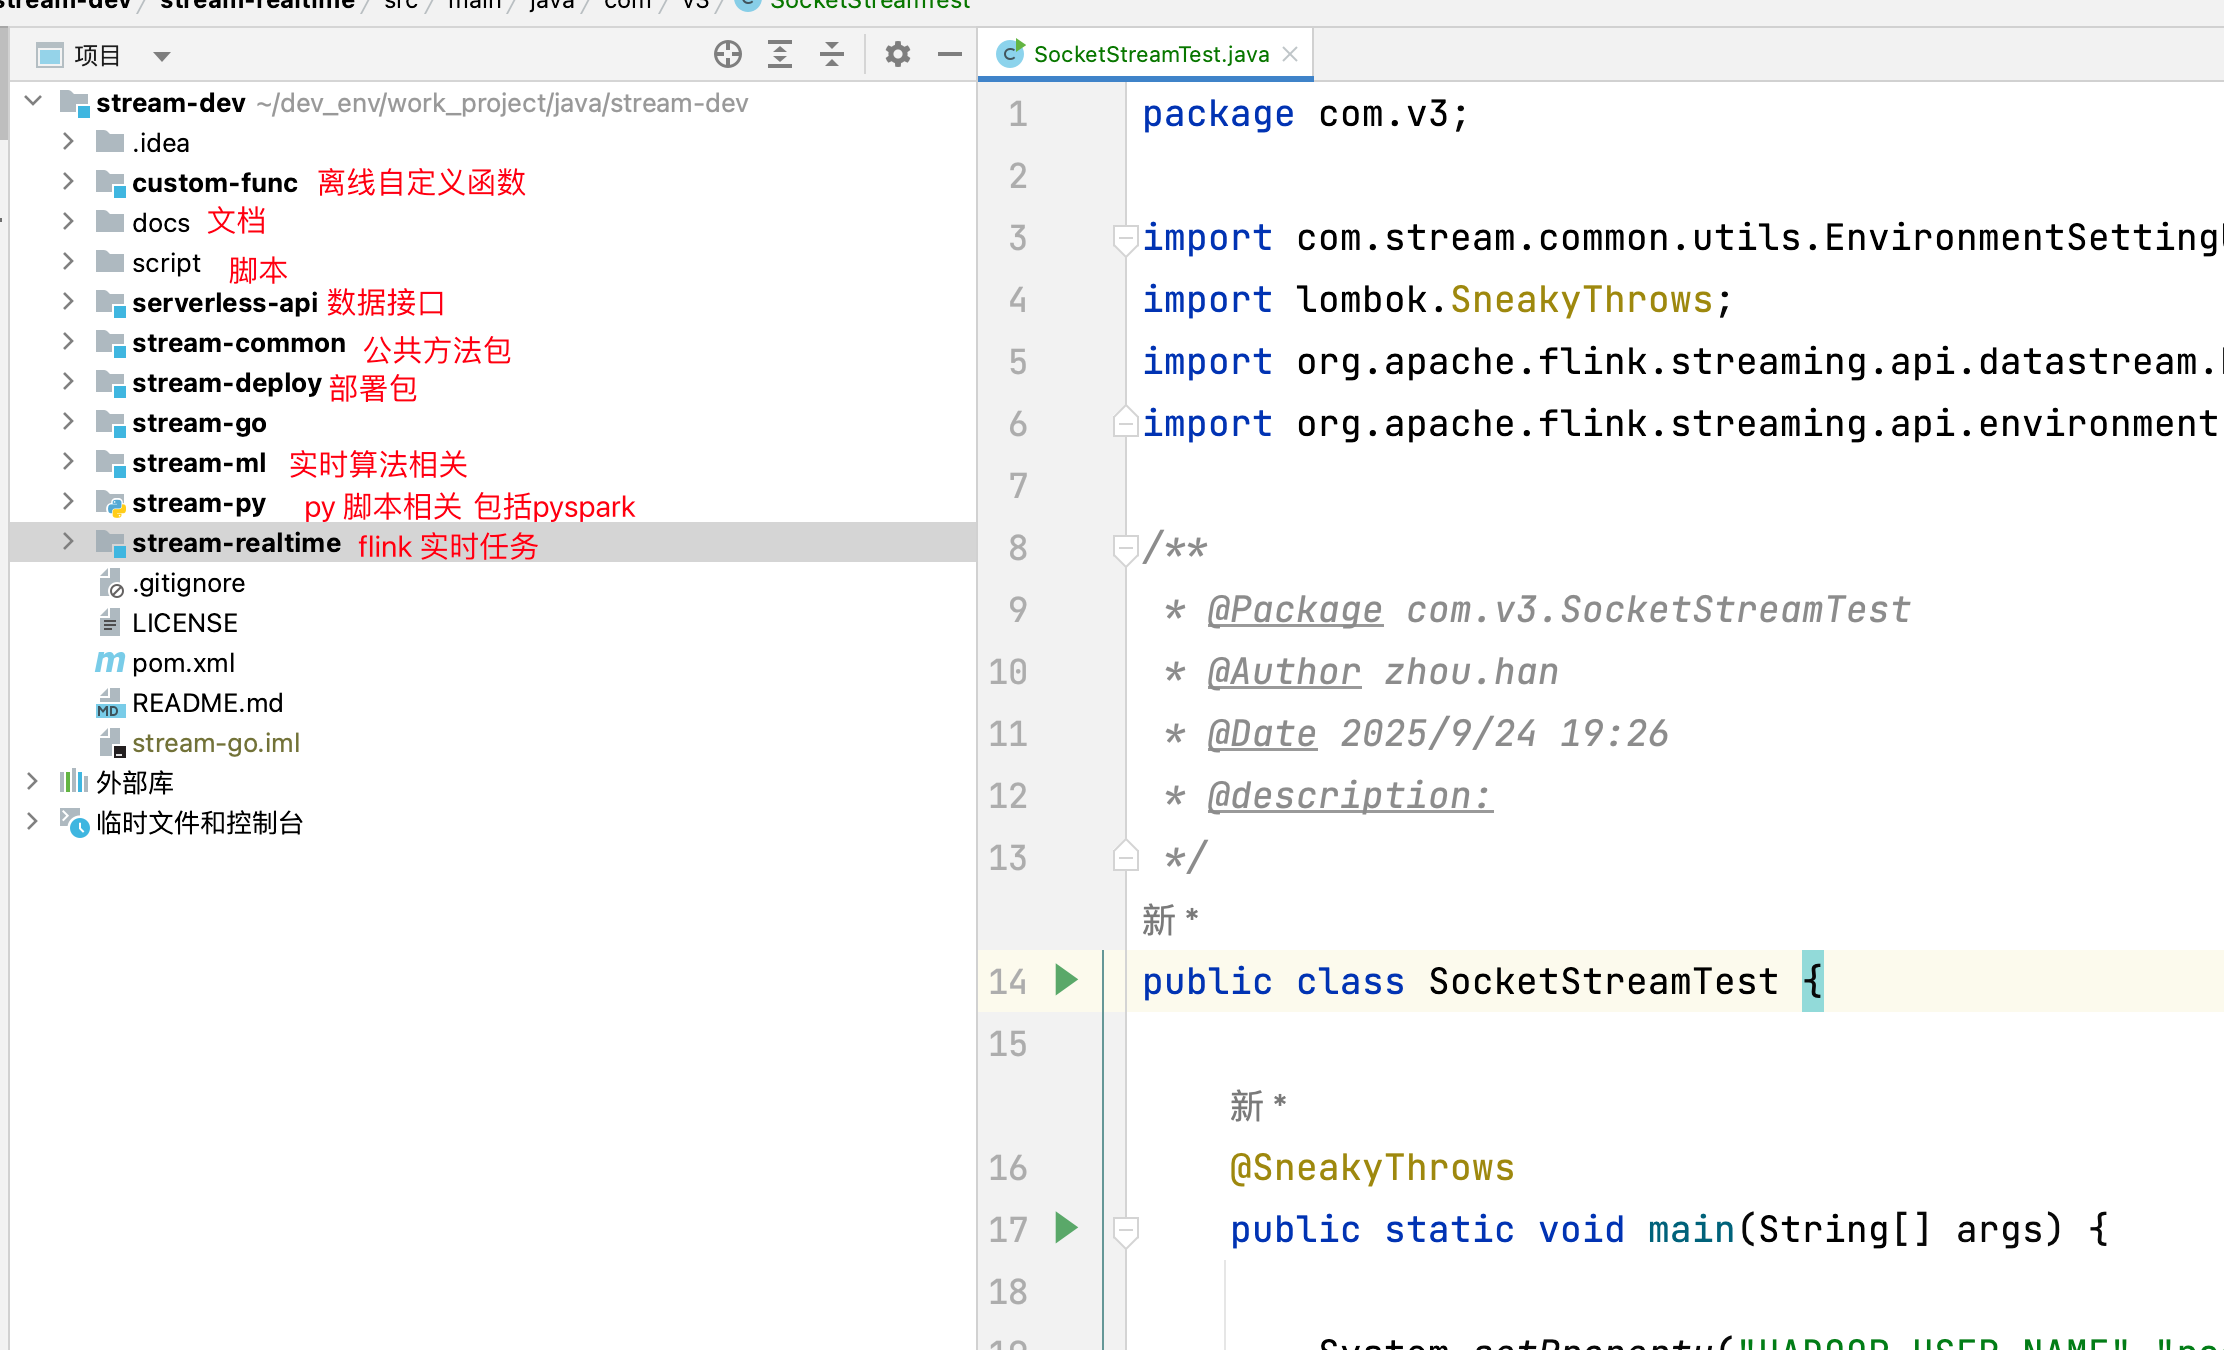 stream-dev / stream-realtime / src / main / java / com / v3 / SocketStreamTest
项目
stream-dev ~/dev_env/work_project/java/stream-dev
.idea
custom-func 离线自定义函数
docs 文档
script 脚本
serverless-api 数据接口
stream-common 公共方法包
stream-deploy 部署包
stream-go
stream-ml 实时算法相关
stream-py py 脚本相关 包括pyspark
stream-realtime flink 实时任务
.gitignore
LICENSE
pom.xml
README.md
stream-go.iml
外部库
临时文件和控制台
SocketStreamTest.java
1 package com.v3;
2
3 import com.stream.common.utils.EnvironmentSetting
4 import lombok.SneakyThrows;
5 import org.apache.flink.streaming.api.datastream.
6 import org.apache.flink.streaming.api.environment
7
8 /**
9 * @Package com.v3.SocketStreamTest
10 * @Author zhou.han
11 * @Date 2025/9/24 19:26
12 * @description:
13 */
新 *
14 public class SocketStreamTest {
15
新 *
16 @SneakyThrows
17 public static void main(String[] args) {
18
19 System.setProperty("HADOOP_USER_NAME","